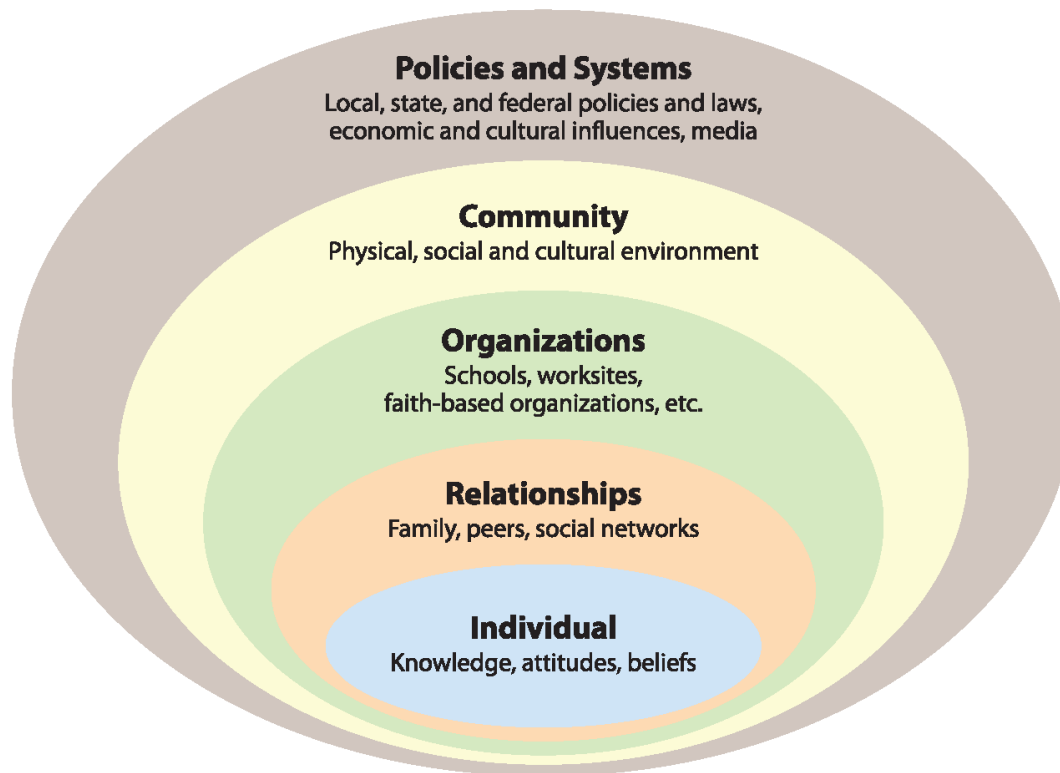 Policies and Systems
Local, state, and federal policies and laws,
economic and cultural influences, media
Community
Physical, social and cultural environment
Organizations
Schools, worksites,
faith-based organizations, etc.
Relationships
Family, peers, social networks
Individual
Knowledge, attitudes, beliefs